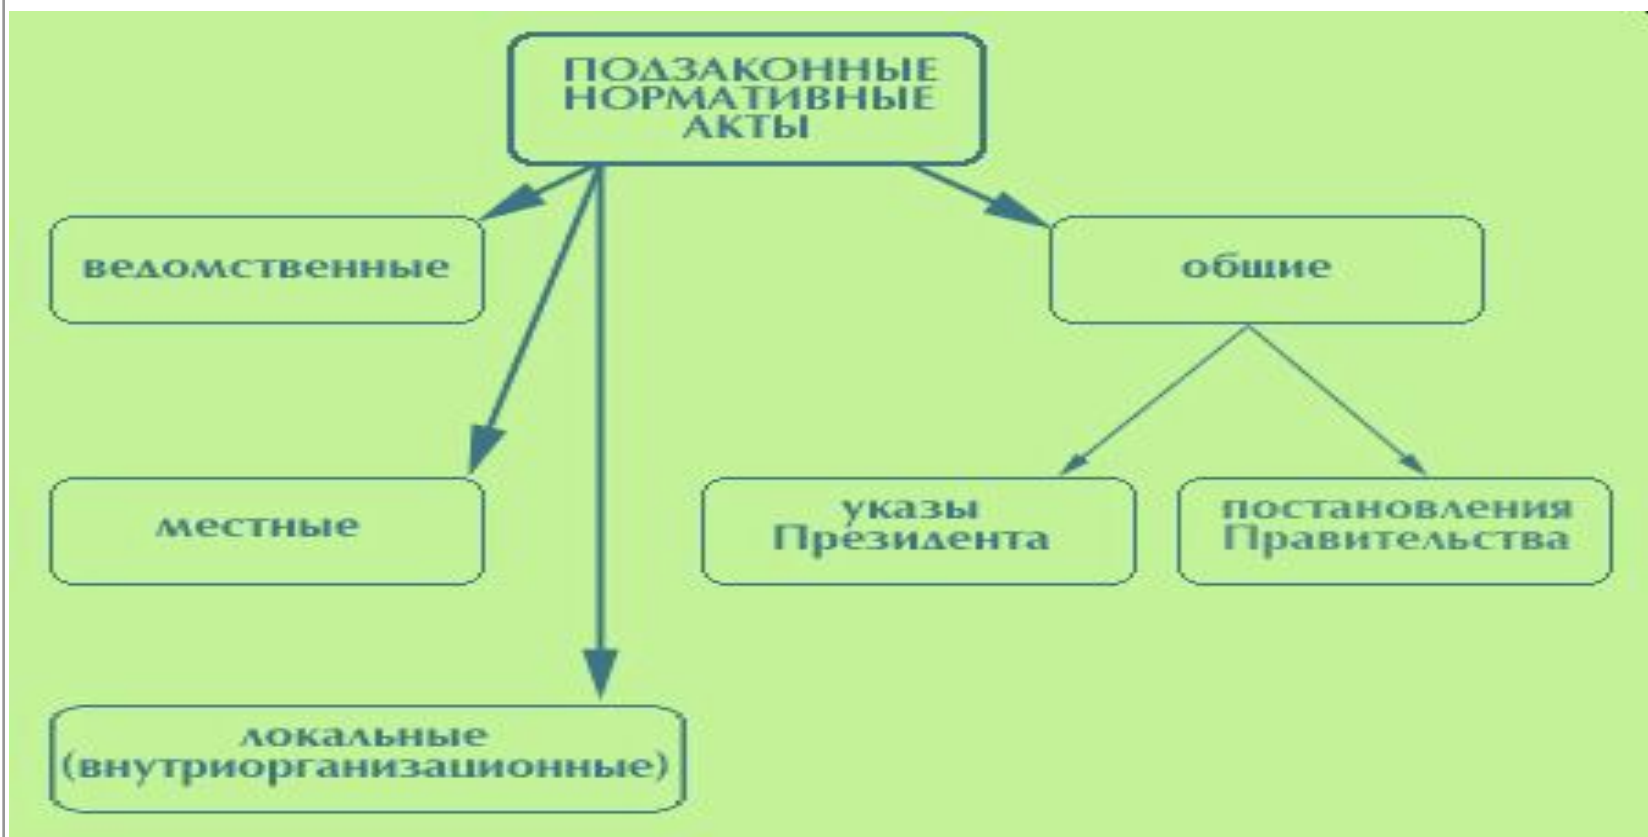 ПОДЗАКОННЫЕ
НОРМАТИВНЫЕ
АКТЫ
ведомственные
общие
местные
указы
Президента
постановления
Правительства
локальные
(внутриорганизационные)